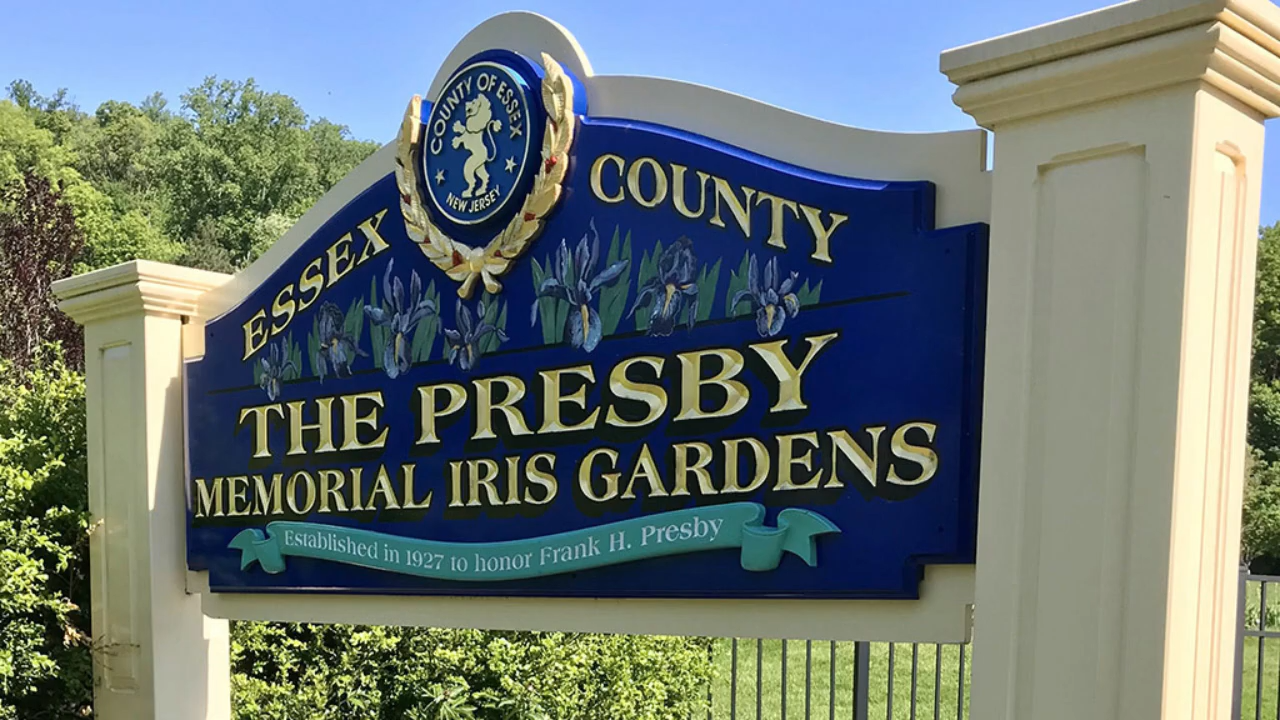 COUNTY OF ESSEX
NEW JERSEY
ESSEX COUNTY
THE PRESBY
MEMORIAL IRIS GARDENS
Established in 1927 to honor Frank H. Presby